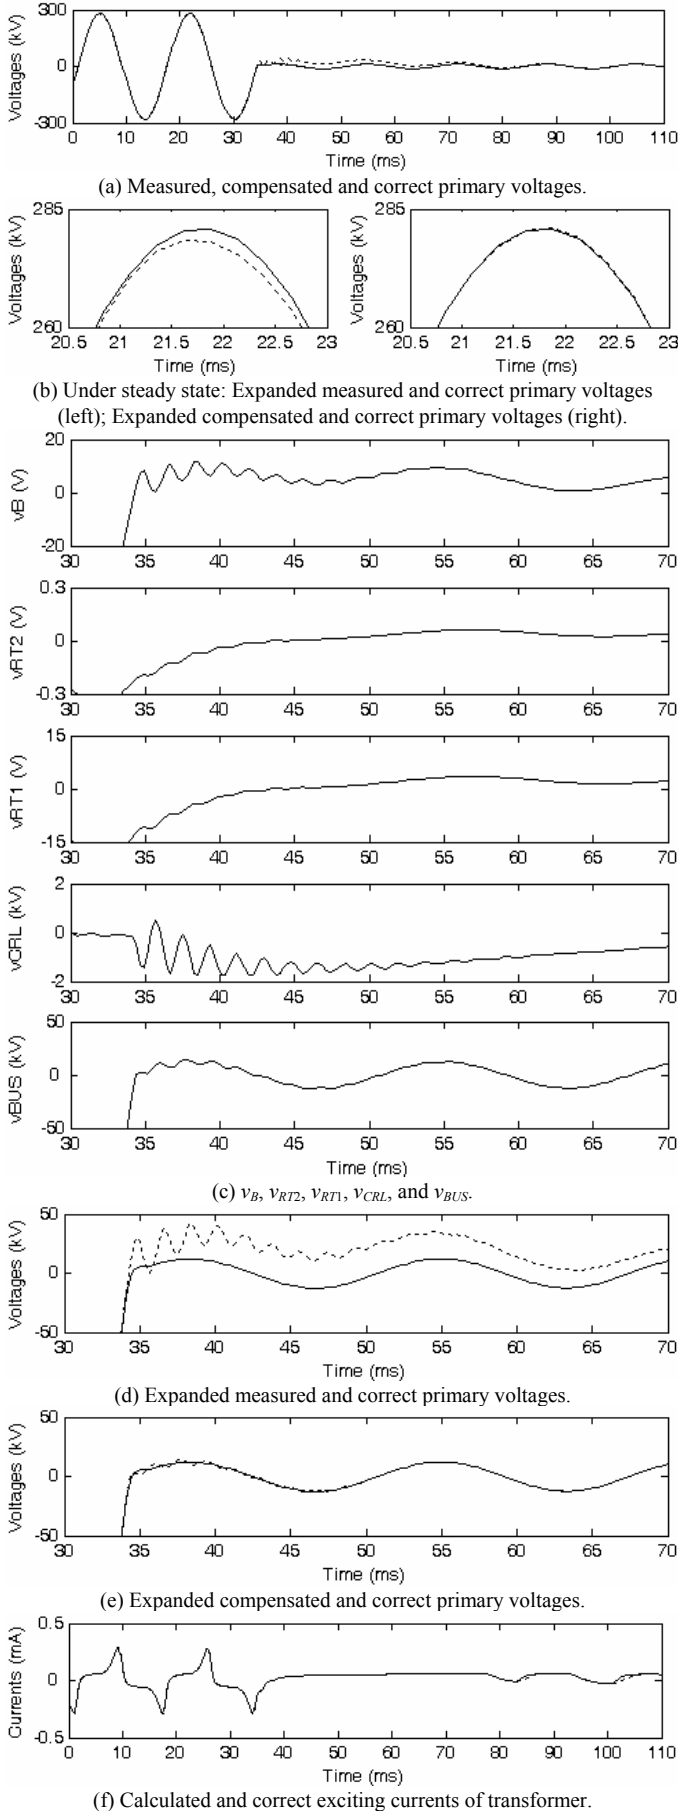 300
0
-300
Voltages (kV)
0 10 20 30 40 50 60 70 80 90 100 110
Time (ms)
(a) Measured, compensated and correct primary voltages.
285
260
Voltages (kV)
20.5 21 21.5 22 22.5 23
Time (ms)
285
260
Voltages (kV)
20.5 21 21.5 22 22.5 23
Time (ms)
(b) Under steady state: Expanded measured and correct primary voltages
(left); Expanded compensated and correct primary voltages (right).
20
0
-20
vB (V)
30 35 40 45 50 55 60 65 70
0.3
0
-0.3
vRT2 (V)
30 35 40 45 50 55 60 65 70
15
0
-15
vRT1 (V)
30 35 40 45 50 55 60 65 70
2
0
-2
vCRL (kV)
30 35 40 45 50 55 60 65 70
50
0
-50
vBUS (kV)
30 35 40 45 50 55 60 65 70
Time (ms)
(c) vB, vRT2, vRT1, vCRL, and vBUS.
50
0
-50
Voltages (kV)
30 35 40 45 50 55 60 65 70
Time (ms)
(d) Expanded measured and correct primary voltages.
50
0
-50
Voltages (kV)
30 35 40 45 50 55 60 65 70
Time (ms)
(e) Expanded compensated and correct primary voltages.
0.5
0
-0.5
Currents (mA)
0 10 20 30 40 50 60 70 80 90 100 110
Time (ms)
(f) Calculated and correct exciting currents of transformer.